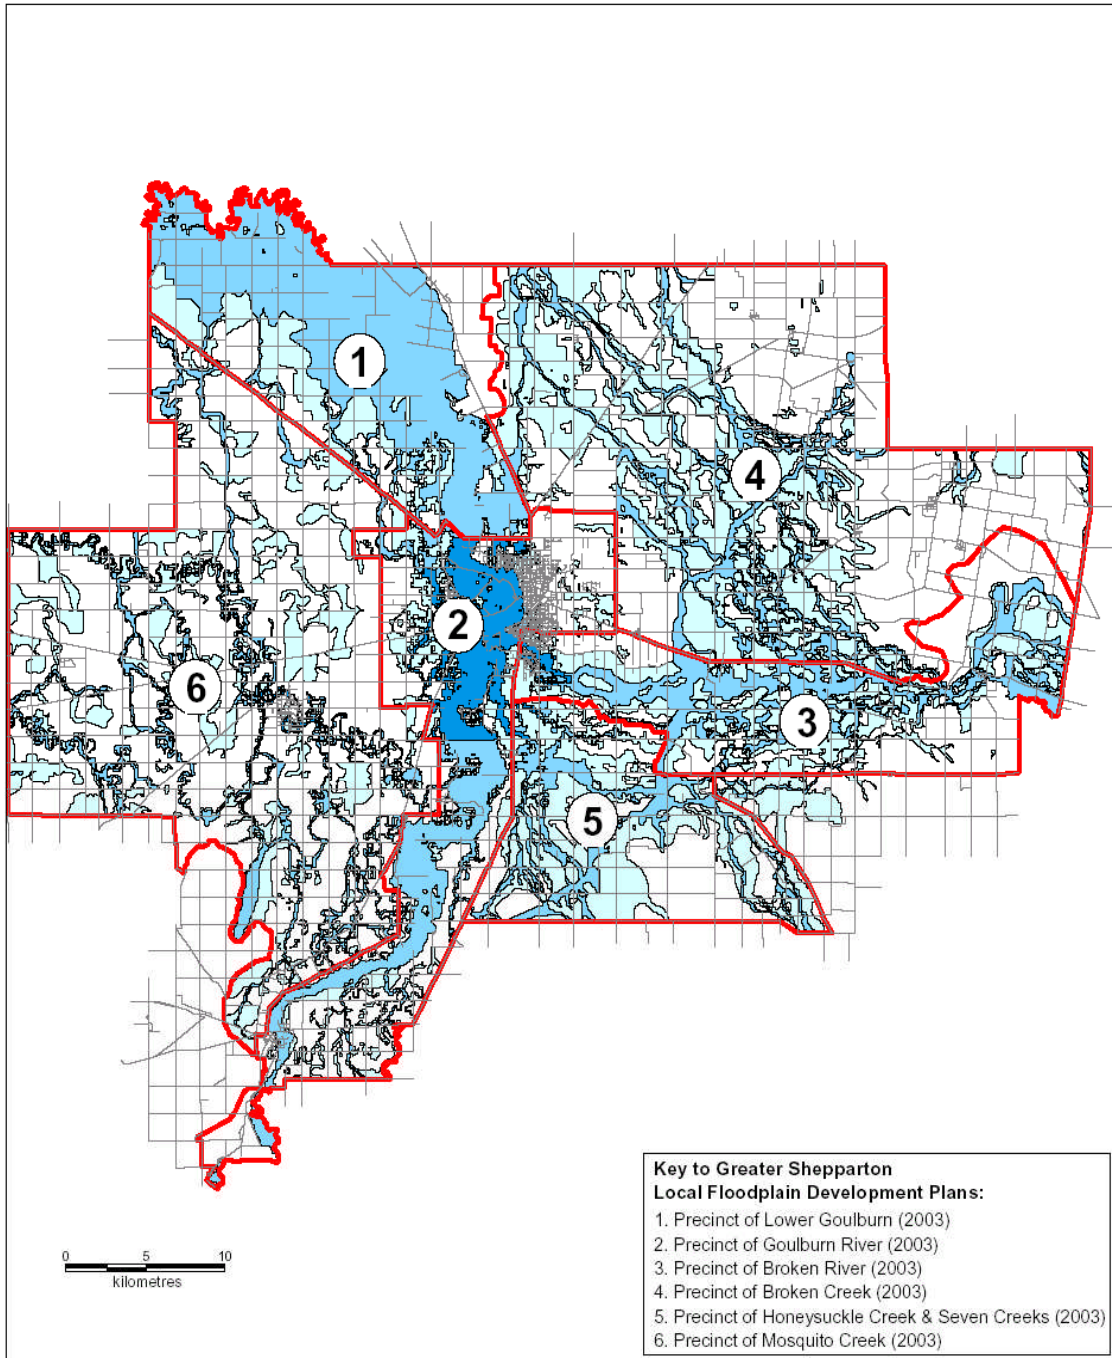 1
4
2
6
3
5
Key to Greater Shepparton
Local Floodplain Development Plans:
1. Precinct of Lower Goulburn (2003)
2. Precinct of Goulburn River (2003)
3. Precinct of Broken River (2003)
4. Precinct of Broken Creek (2003)
5. Precinct of Honeysuckle Creek & Seven Creeks (2003)
6. Precinct of Mosquito Creek (2003)
0 5 10
kilometres